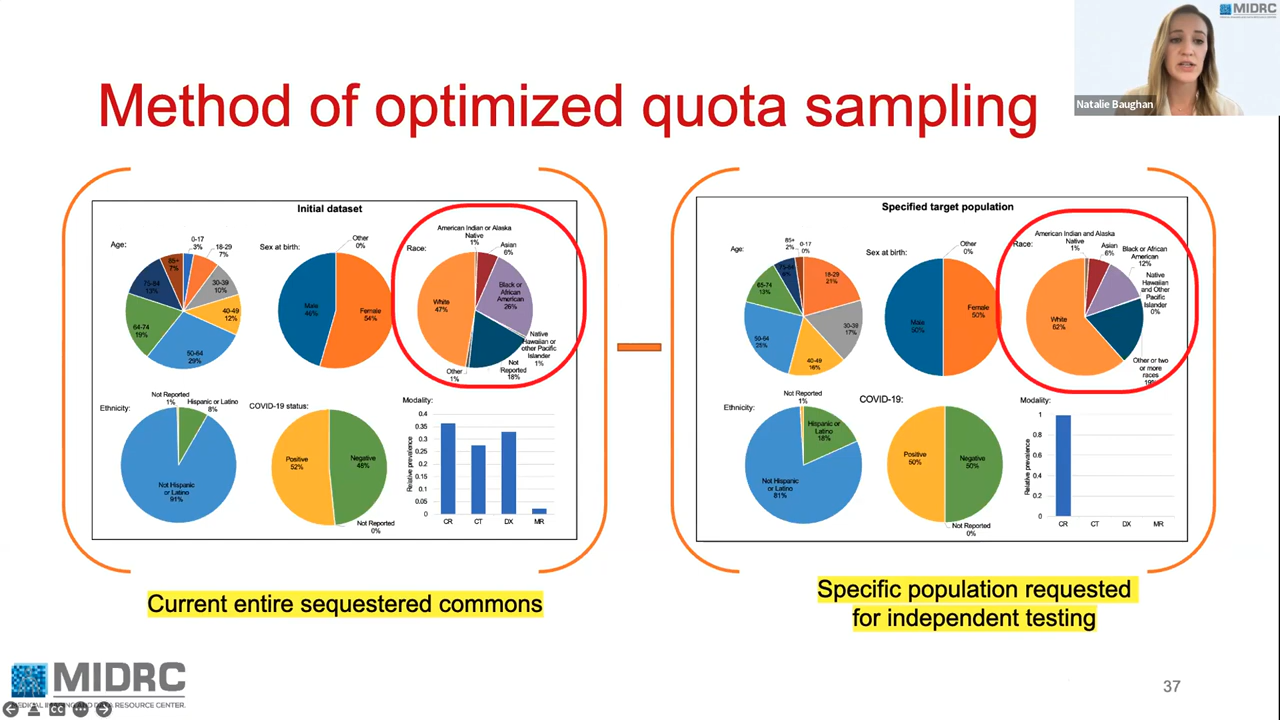 MIDRC
Natalie Baughan
Method of optimized quota sampling
Initial dataset
Age:
0-17
3%
18-29
7%
30-39
10%
40-49
12%
50-64
29%
64-74
19%
75-84
13%
85+
7%
Sex at birth:
Other
0%
Male
46%
Female
54%
Race:
American Indian or Alaska
Native
1%
Asian
6%
Black or
African
American
26%
Native
Hawaiian or
other Pacific
Islander
1%
Not
Reported
18%
Other
1%
White
47%
Ethnicity:
Not Reported
1%
Hispanic or Latino
8%
Not Hispanic
or Latino
91%
COVID-19 status:
Positive
52%
Negative
48%
Not Reported
0%
Modality:
Relative prevalence
0.4
0.35
0.3
0.25
0.2
0.15
0.1
0.05
0
CR
CT
DX
MR
Specified target population
Age:
85+
2%
0-17
0%
18-29
21%
30-39
17%
40-49
16%
50-64
25%
65-74
13%
Sex at birth:
Other
0%
Male
50%
Female
50%
Race:
American Indian and Alaska
Native
1%
Asian
6%
Black or African
American
12%
Native
Hawaiian and Other
Pacific
Islander
0%
Other or two
or more
races
19%
White
62%
Ethnicity:
Not Reported
1%
Hispanic or
Latino
18%
Not Hispanic
or Latino
81%
COVID-19:
Positive
50%
Negative
50%
Not Reported
0%
Modality:
Relative prevalence
1
0.8
0.6
0.4
0.2
0
CR
CT
DX
MR
Current entire sequestered commons
Specific population requested
for independent testing
MIDRC
MEDICAL IMAGING AND DATA RESOURCE CENTER.
37